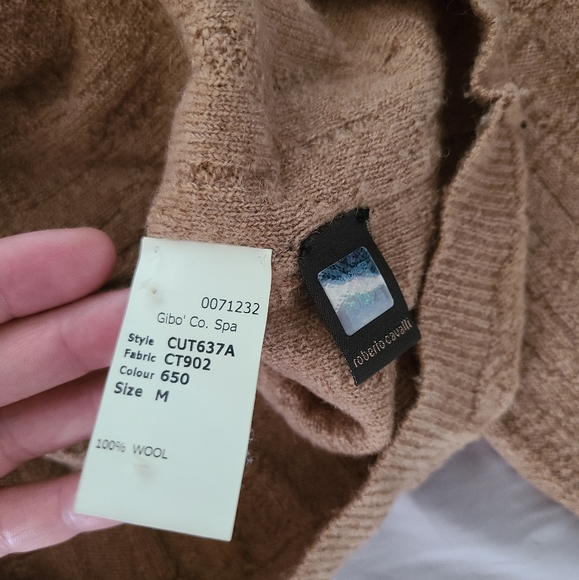 0071232
Gibo' Co. Spa
Style CUT637A
Fabric CT902
Colour 650
Size M
100% WOOL
roberto cavalli